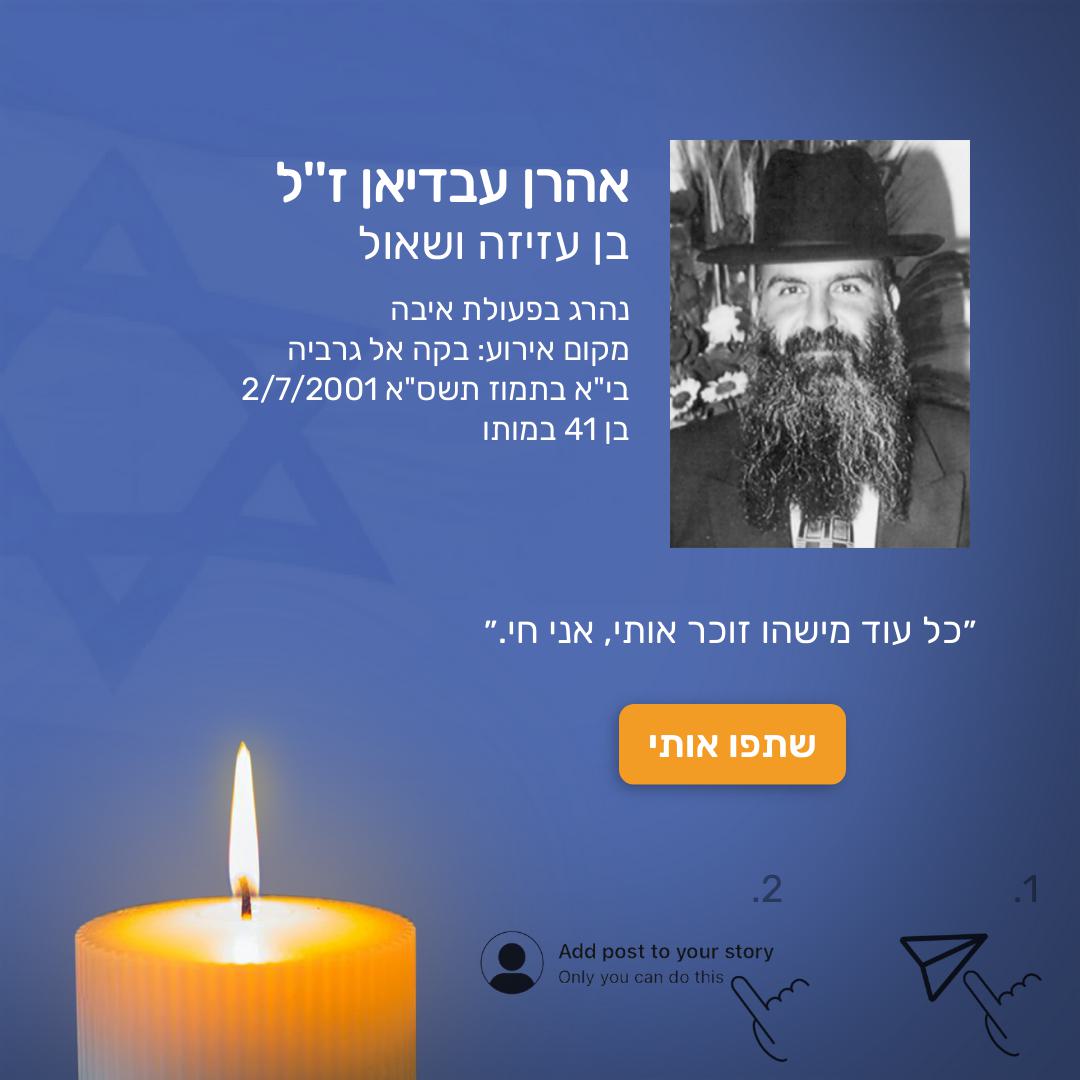 אהרן עבדיאן ז"ל
בן עזיזה ושאול
נהרג בפעולת איבה
מקום אירוע: בקה אל גרביה
בי"א בתמוז תשס"א 2/7/2001
בן 41 במותו
״כל עוד מישהו זוכר אותי, אני חי.״
שתפו אותי
1.
2.
Add post to your story
Only you can do this